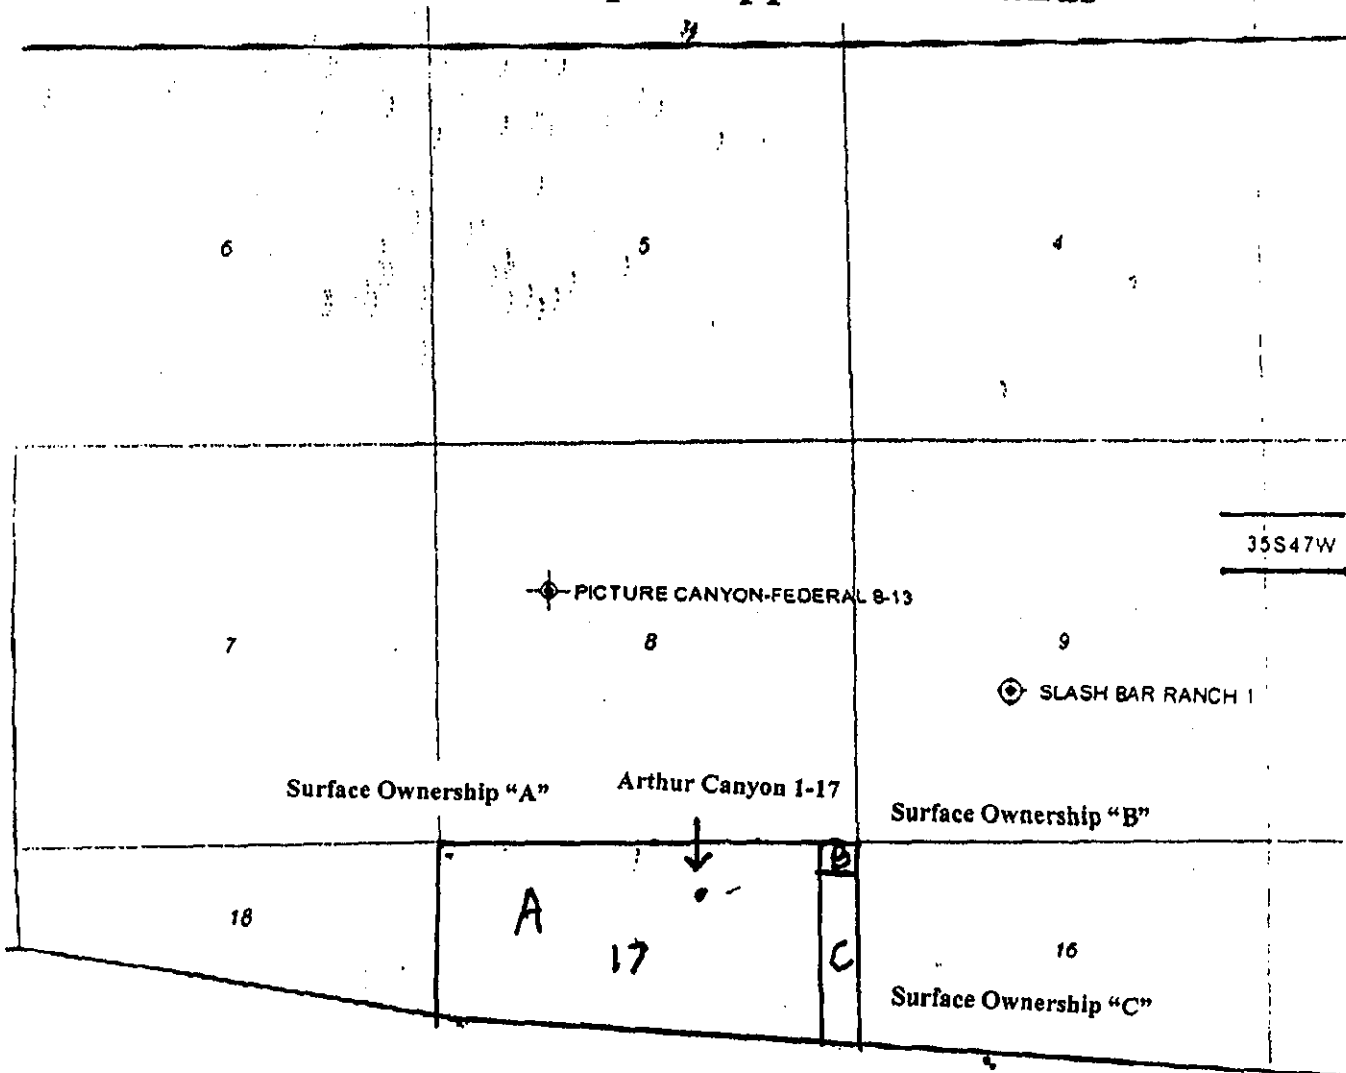 34
6
5
4
35S47W
PICTURE CANYON-FEDERAL 8-13
7
8
9
SLASH BAR RANCH 1
Surface Ownership “A”
Arthur Canyon 1-17
Surface Ownership “B”
B
A
18
17
C
16
Surface Ownership “C”